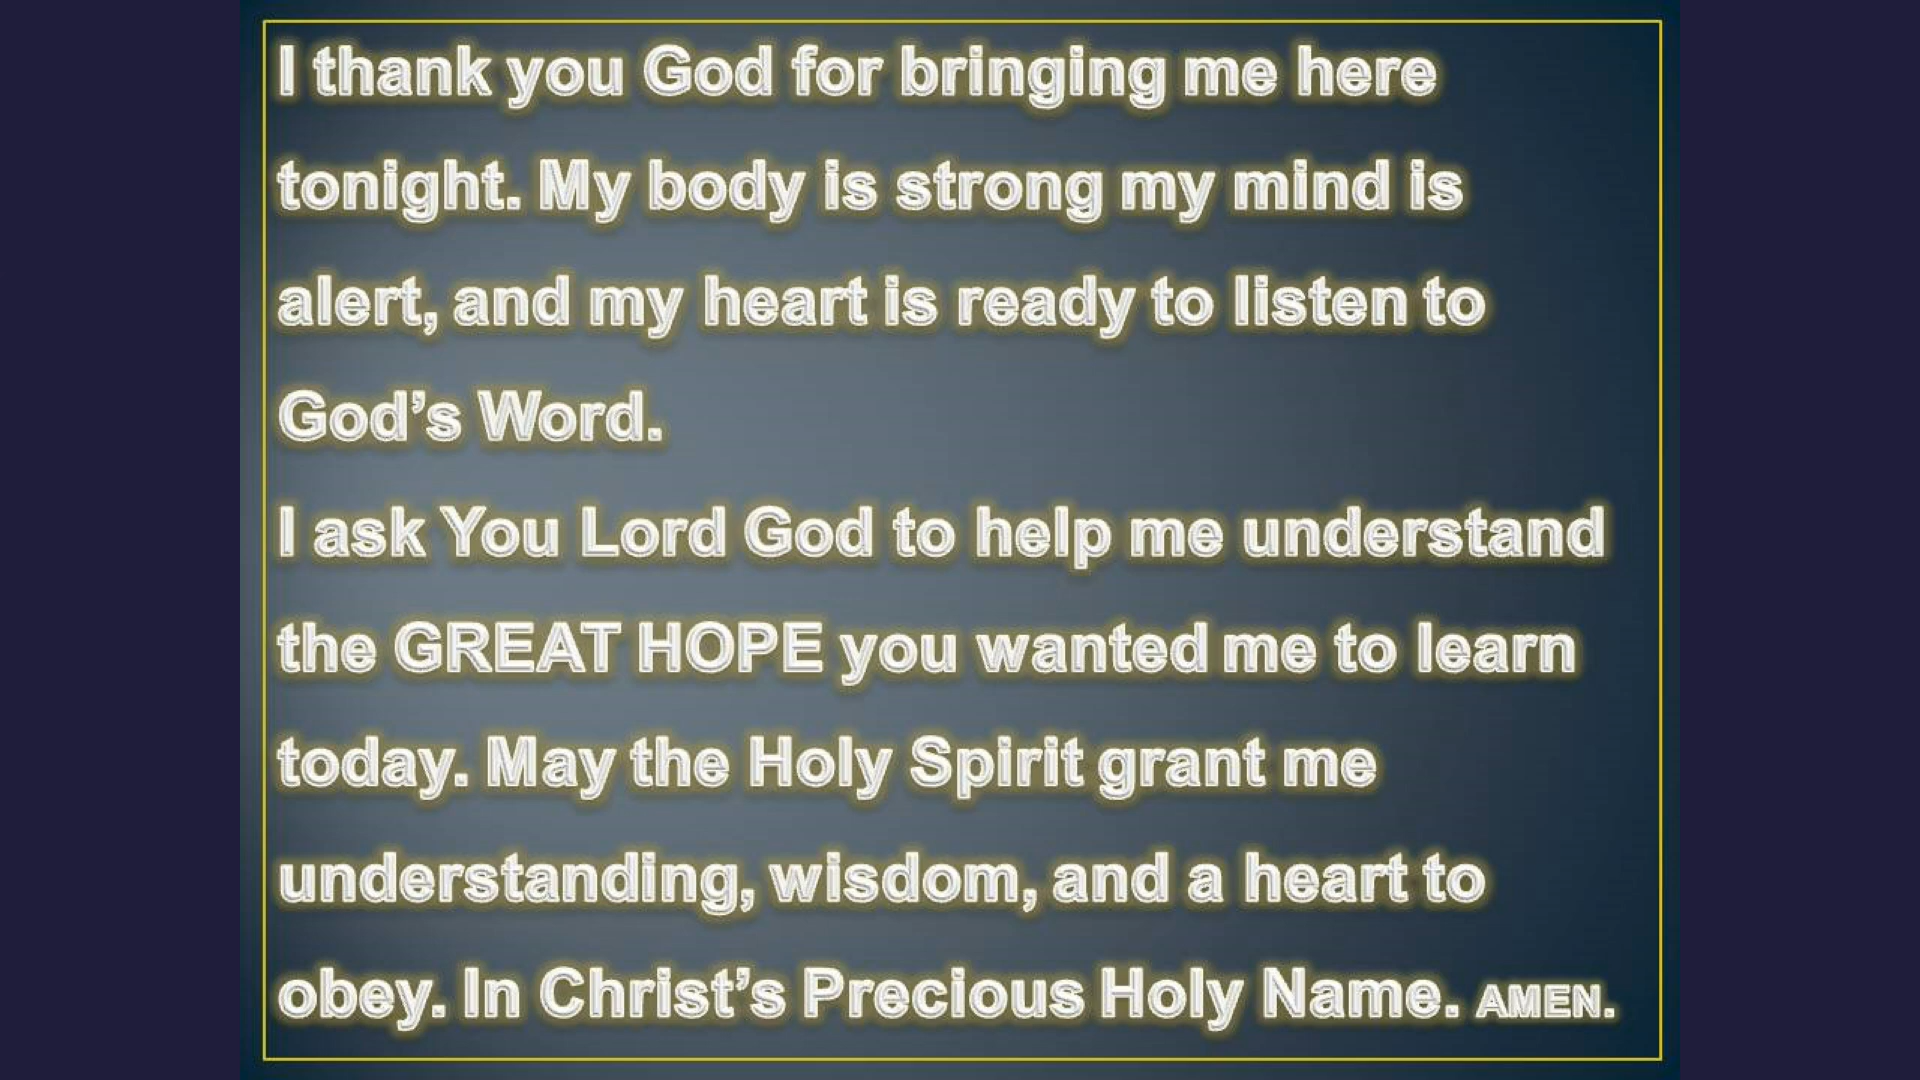 I thank you God for bringing me here
tonight. My body is strong my mind is
alert, and my heart is ready to listen to
God’s Word.
I ask You Lord God to help me understand
the GREAT HOPE you wanted me to learn
today. May the Holy Spirit grant me
understanding, wisdom, and a heart to
obey. In Christ’s Precious Holy Name. AMEN.